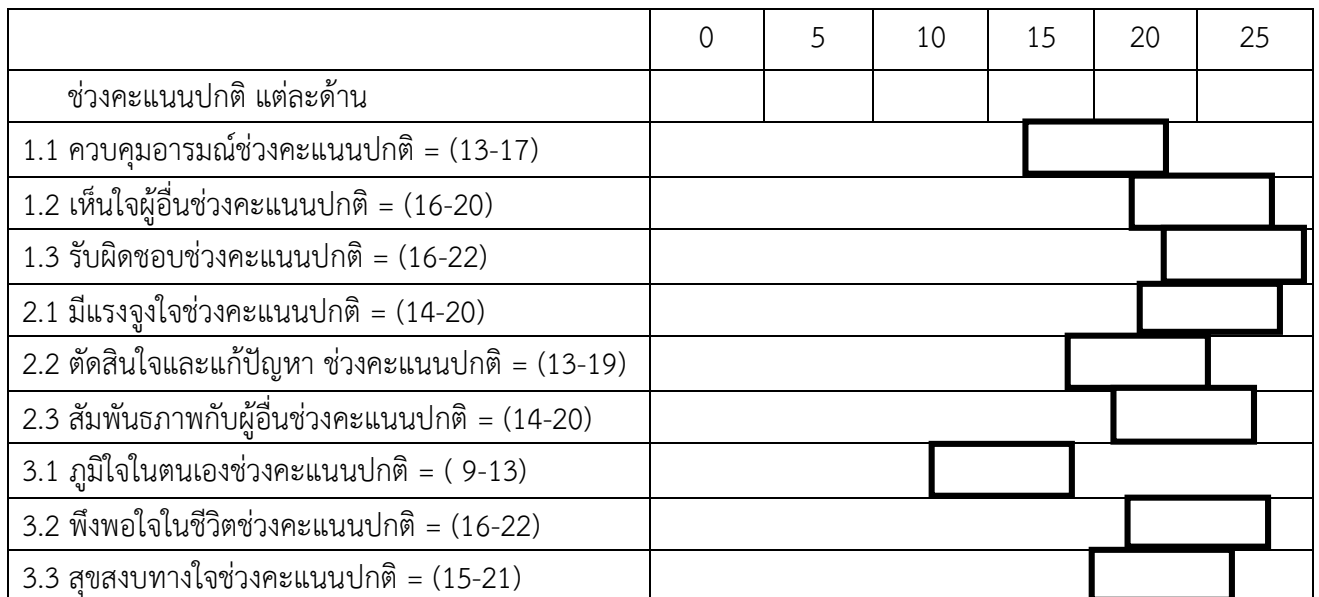 0 5 10 15 20 25
ช่วงคะแนนปกติ แต่ละด้าน
1.1 ควบคุมอารมณ์ช่วงคะแนนปกติ = (13-17)
1.2 เห็นใจผู้อื่นช่วงคะแนนปกติ = (16-20)
1.3 รับผิดชอบช่วงคะแนนปกติ = (16-22)
2.1 มีแรงจูงใจช่วงคะแนนปกติ = (14-20)
2.2 ตัดสินใจและแก้ปัญหา ช่วงคะแนนปกติ = (13-19)
2.3 สัมพันธภาพกับผู้อื่นช่วงคะแนนปกติ = (14-20)
3.1 ภูมิใจในตนเองช่วงคะแนนปกติ = ( 9-13)
3.2 พึงพอใจในชีวิตช่วงคะแนนปกติ = (16-22)
3.3 สุขสงบทางใจช่วงคะแนนปกติ = (15-21)